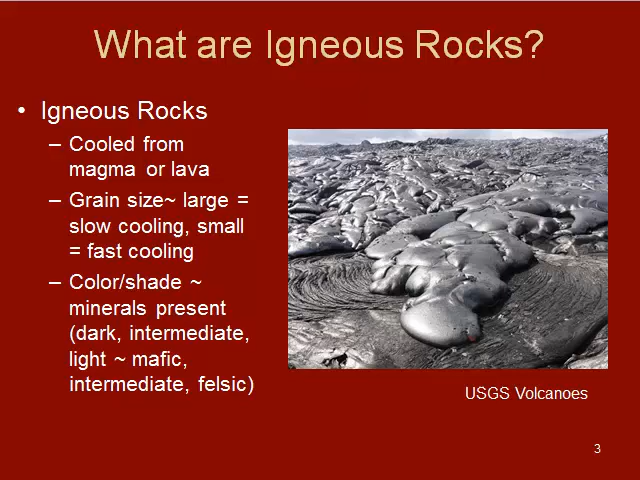 What are Igneous Rocks?
• Igneous Rocks
– Cooled from
magma or lava
– Grain size~ large =
slow cooling, small
= fast cooling
– Color/shade ~
minerals present
(dark, intermediate,
light ~ mafic,
intermediate, felsic)
USGS Volcanoes
3